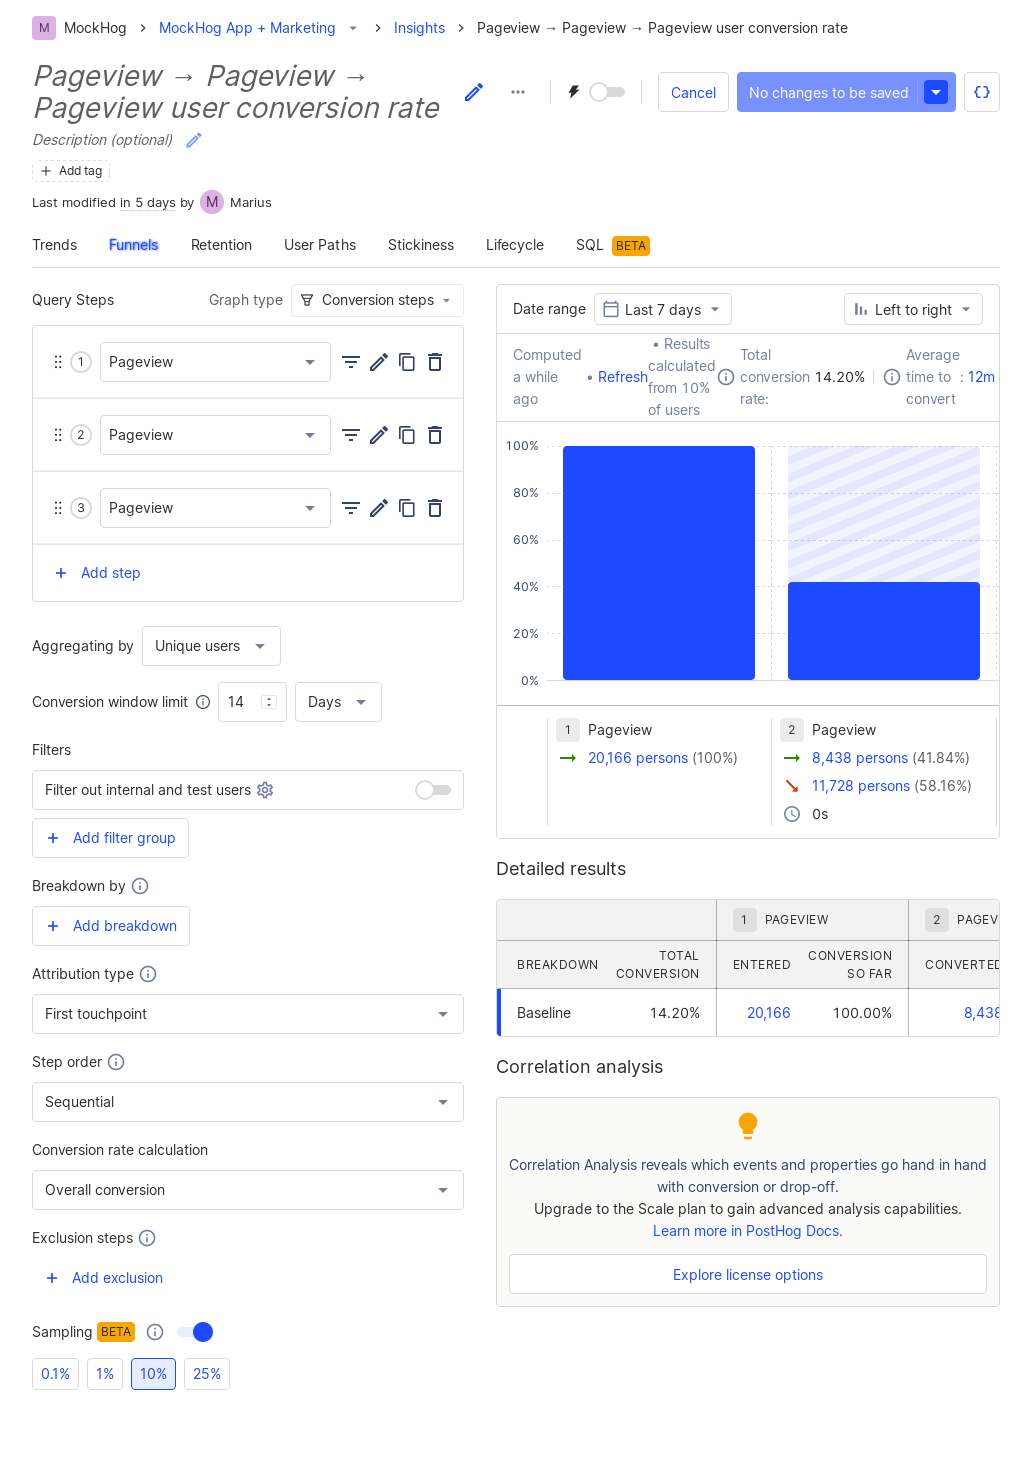 M MockHog > MockHog App + Marketing > Insights > Pageview → Pageview → Pageview user conversion rate
Pageview → Pageview →
Pageview user conversion rate
Cancel
No changes to be saved
Description (optional)
Add tag
Last modified in 5 days by M Marius
Trends Funnels Retention User Paths Stickiness Lifecycle SQL BETA
Query Steps
Graph type Conversion steps
1 Pageview
2 Pageview
3 Pageview
Add step
Aggregating by Unique users
Conversion window limit 14 Days
Filters
Filter out internal and test users
Add filter group
Breakdown by
Add breakdown
Attribution type
First touchpoint
Step order
Sequential
Conversion rate calculation
Overall conversion
Exclusion steps
Add exclusion
Sampling BETA
0.1% 1% 10% 25%
Date range Last 7 days
Left to right
Computed
a while
ago
• Refresh
• Results
calculated
from 10%
of users
Total
conversion
rate:
14.20%
Average
time to
convert
: 12m
100%
80%
60%
40%
20%
0%
1 Pageview
20,166 persons (100%)
2 Pageview
8,438 persons (41.84%)
11,728 persons (58.16%)
0s
Detailed results
1 PAGEVIEW 2 PAGEV
BREAKDOWN
TOTAL
CONVERSION
ENTERED
CONVERSION
SO FAR
CONVERTED
Baseline 14.20% 20,166 100.00% 8,438
Correlation analysis
Correlation Analysis reveals which events and properties go hand in hand
with conversion or drop-off.
Upgrade to the Scale plan to gain advanced analysis capabilities.
Learn more in PostHog Docs.
Explore license options